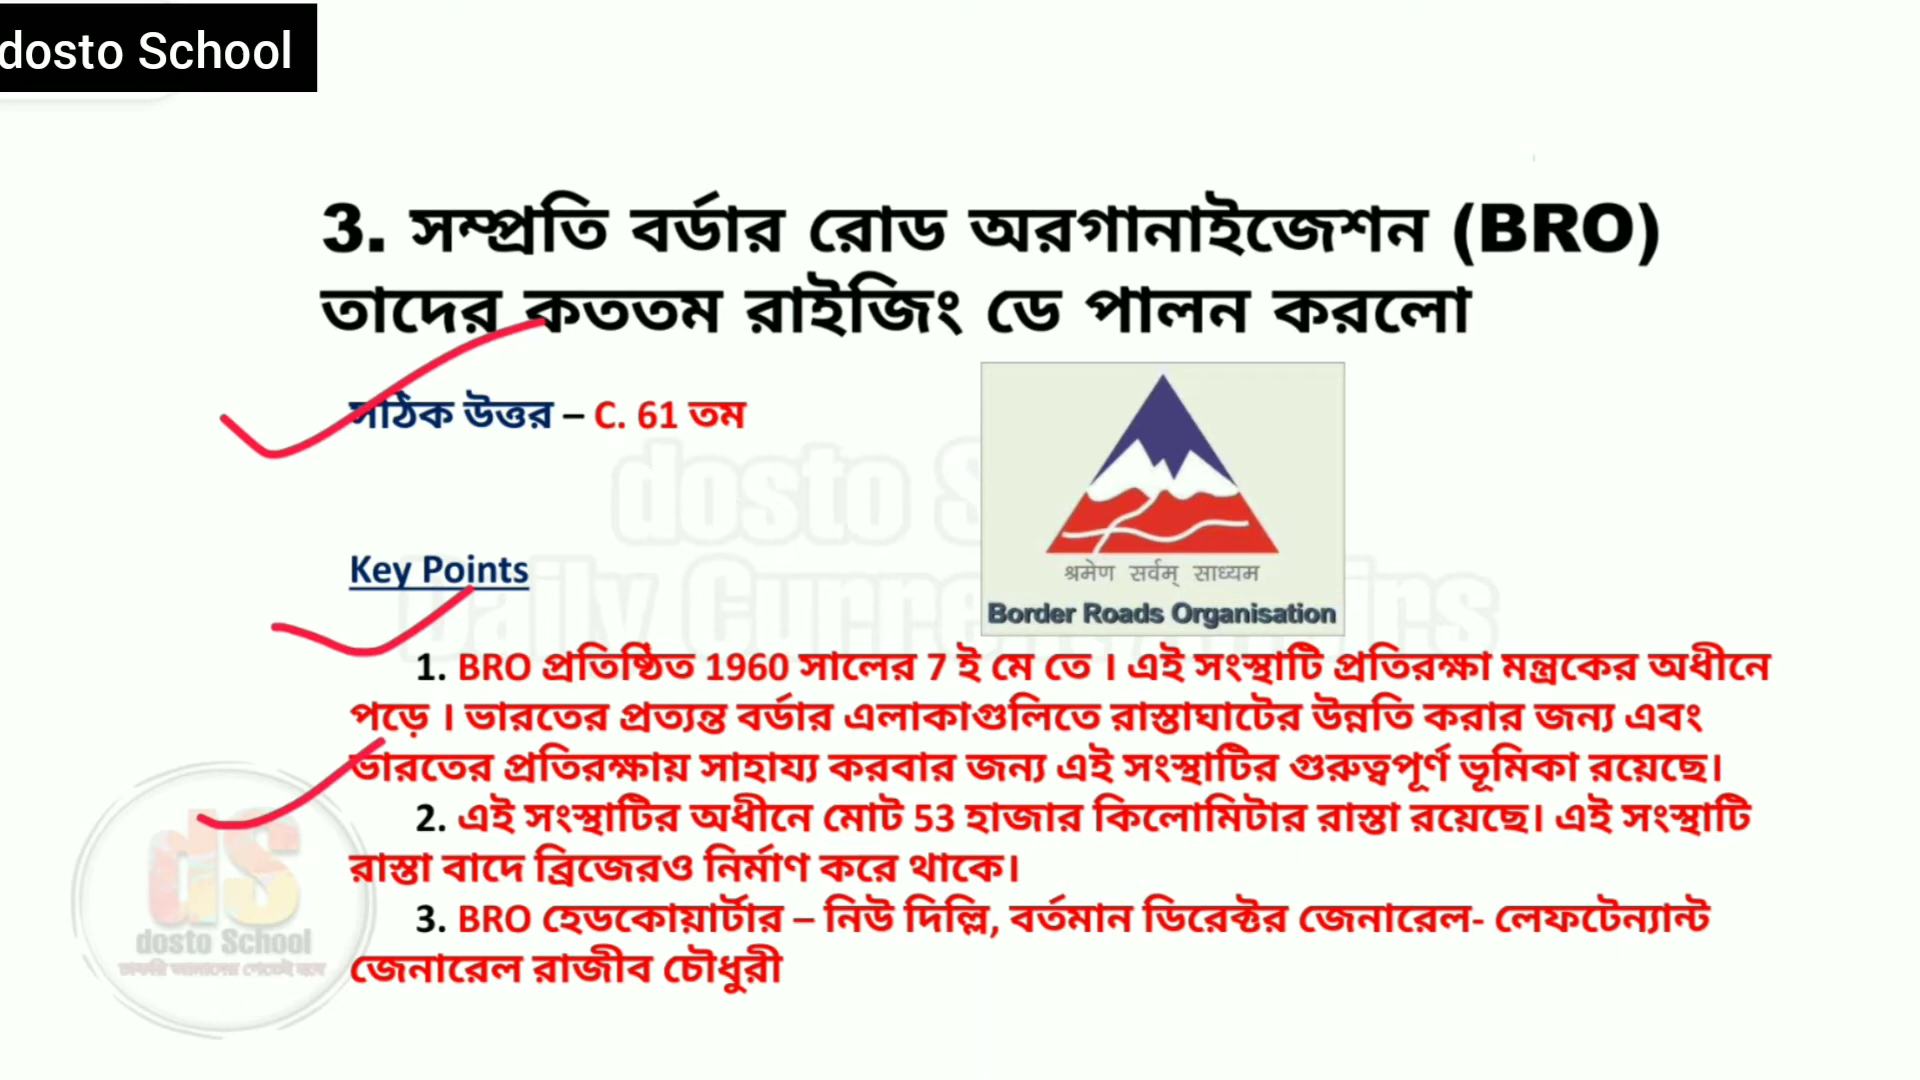 dosto School
3. সম্প্রতি বর্ডার রোড অরগানাইজেশন (BRO)
তাদের কততম রাইজিং ডে পালন করলো
সঠিক উত্তর – C. 61 তম
श्रमेण सर्वम् साध्यम
Border Roads Organisation
Key Points
1. BRO প্রতিষ্ঠিত 1960 সালের 7 ই মে তে । এই সংস্থাটি প্রতিরক্ষা মন্ত্রকের অধীনে
পড়ে । ভারতের প্রত্যন্ত বর্ডার এলাকাগুলিতে রাস্তাঘাটের উন্নতি করার জন্য এবং
ভারতের প্রতিরক্ষায় সাহায্য করবার জন্য এই সংস্থাটির গুরুত্বপূর্ণ ভূমিকা রয়েছে।
2. এই সংস্থাটির অধীনে মোট 53 হাজার কিলোমিটার রাস্তা রয়েছে। এই সংস্থাটি
রাস্তা বাদে ব্রিজেরও নির্মাণ করে থাকে।
3. BRO হেডকোয়ার্টার – নিউ দিল্লি, বর্তমান ডিরেক্টর জেনারেল- লেফটেন্যান্ট
জেনারেল রাজীব চৌধুরী
dS
dosto School